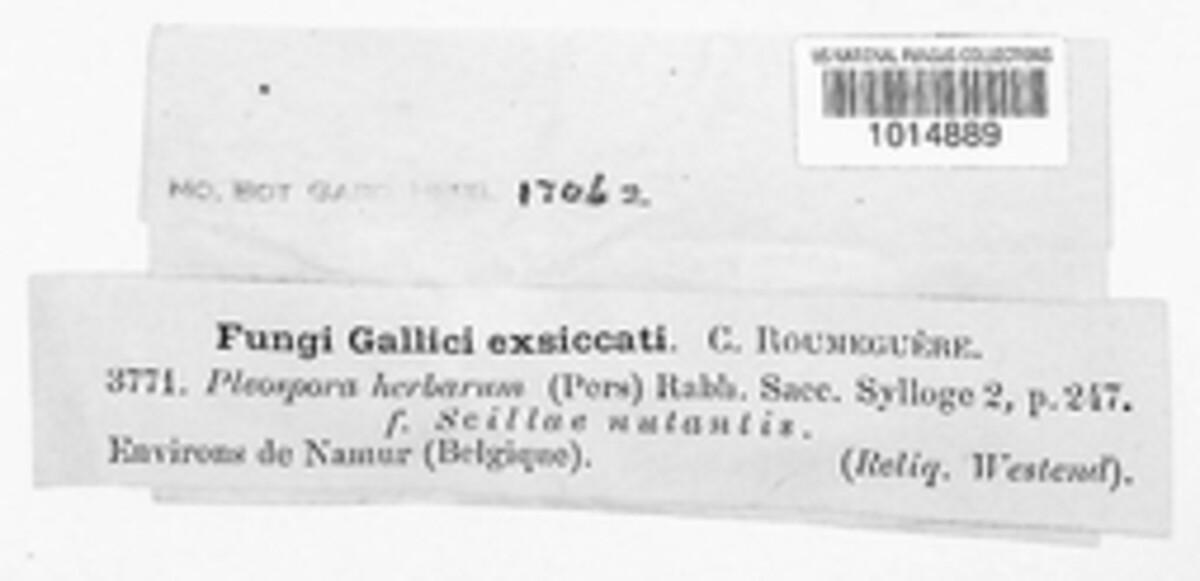 US NATIONAL FUNGUS COLLECTIONS
1014889
MO. BOT GARD. 17062.
Fungi Gallici exsiccati. C. ROUMEGUÈRE.
3771. Pleospora herbarum (Pers) Rabh. Sacc. Sylloge 2, p. 247.
f. Scillae nutantis.
Environs de Namur (Belgique). (Reliq. Westend).